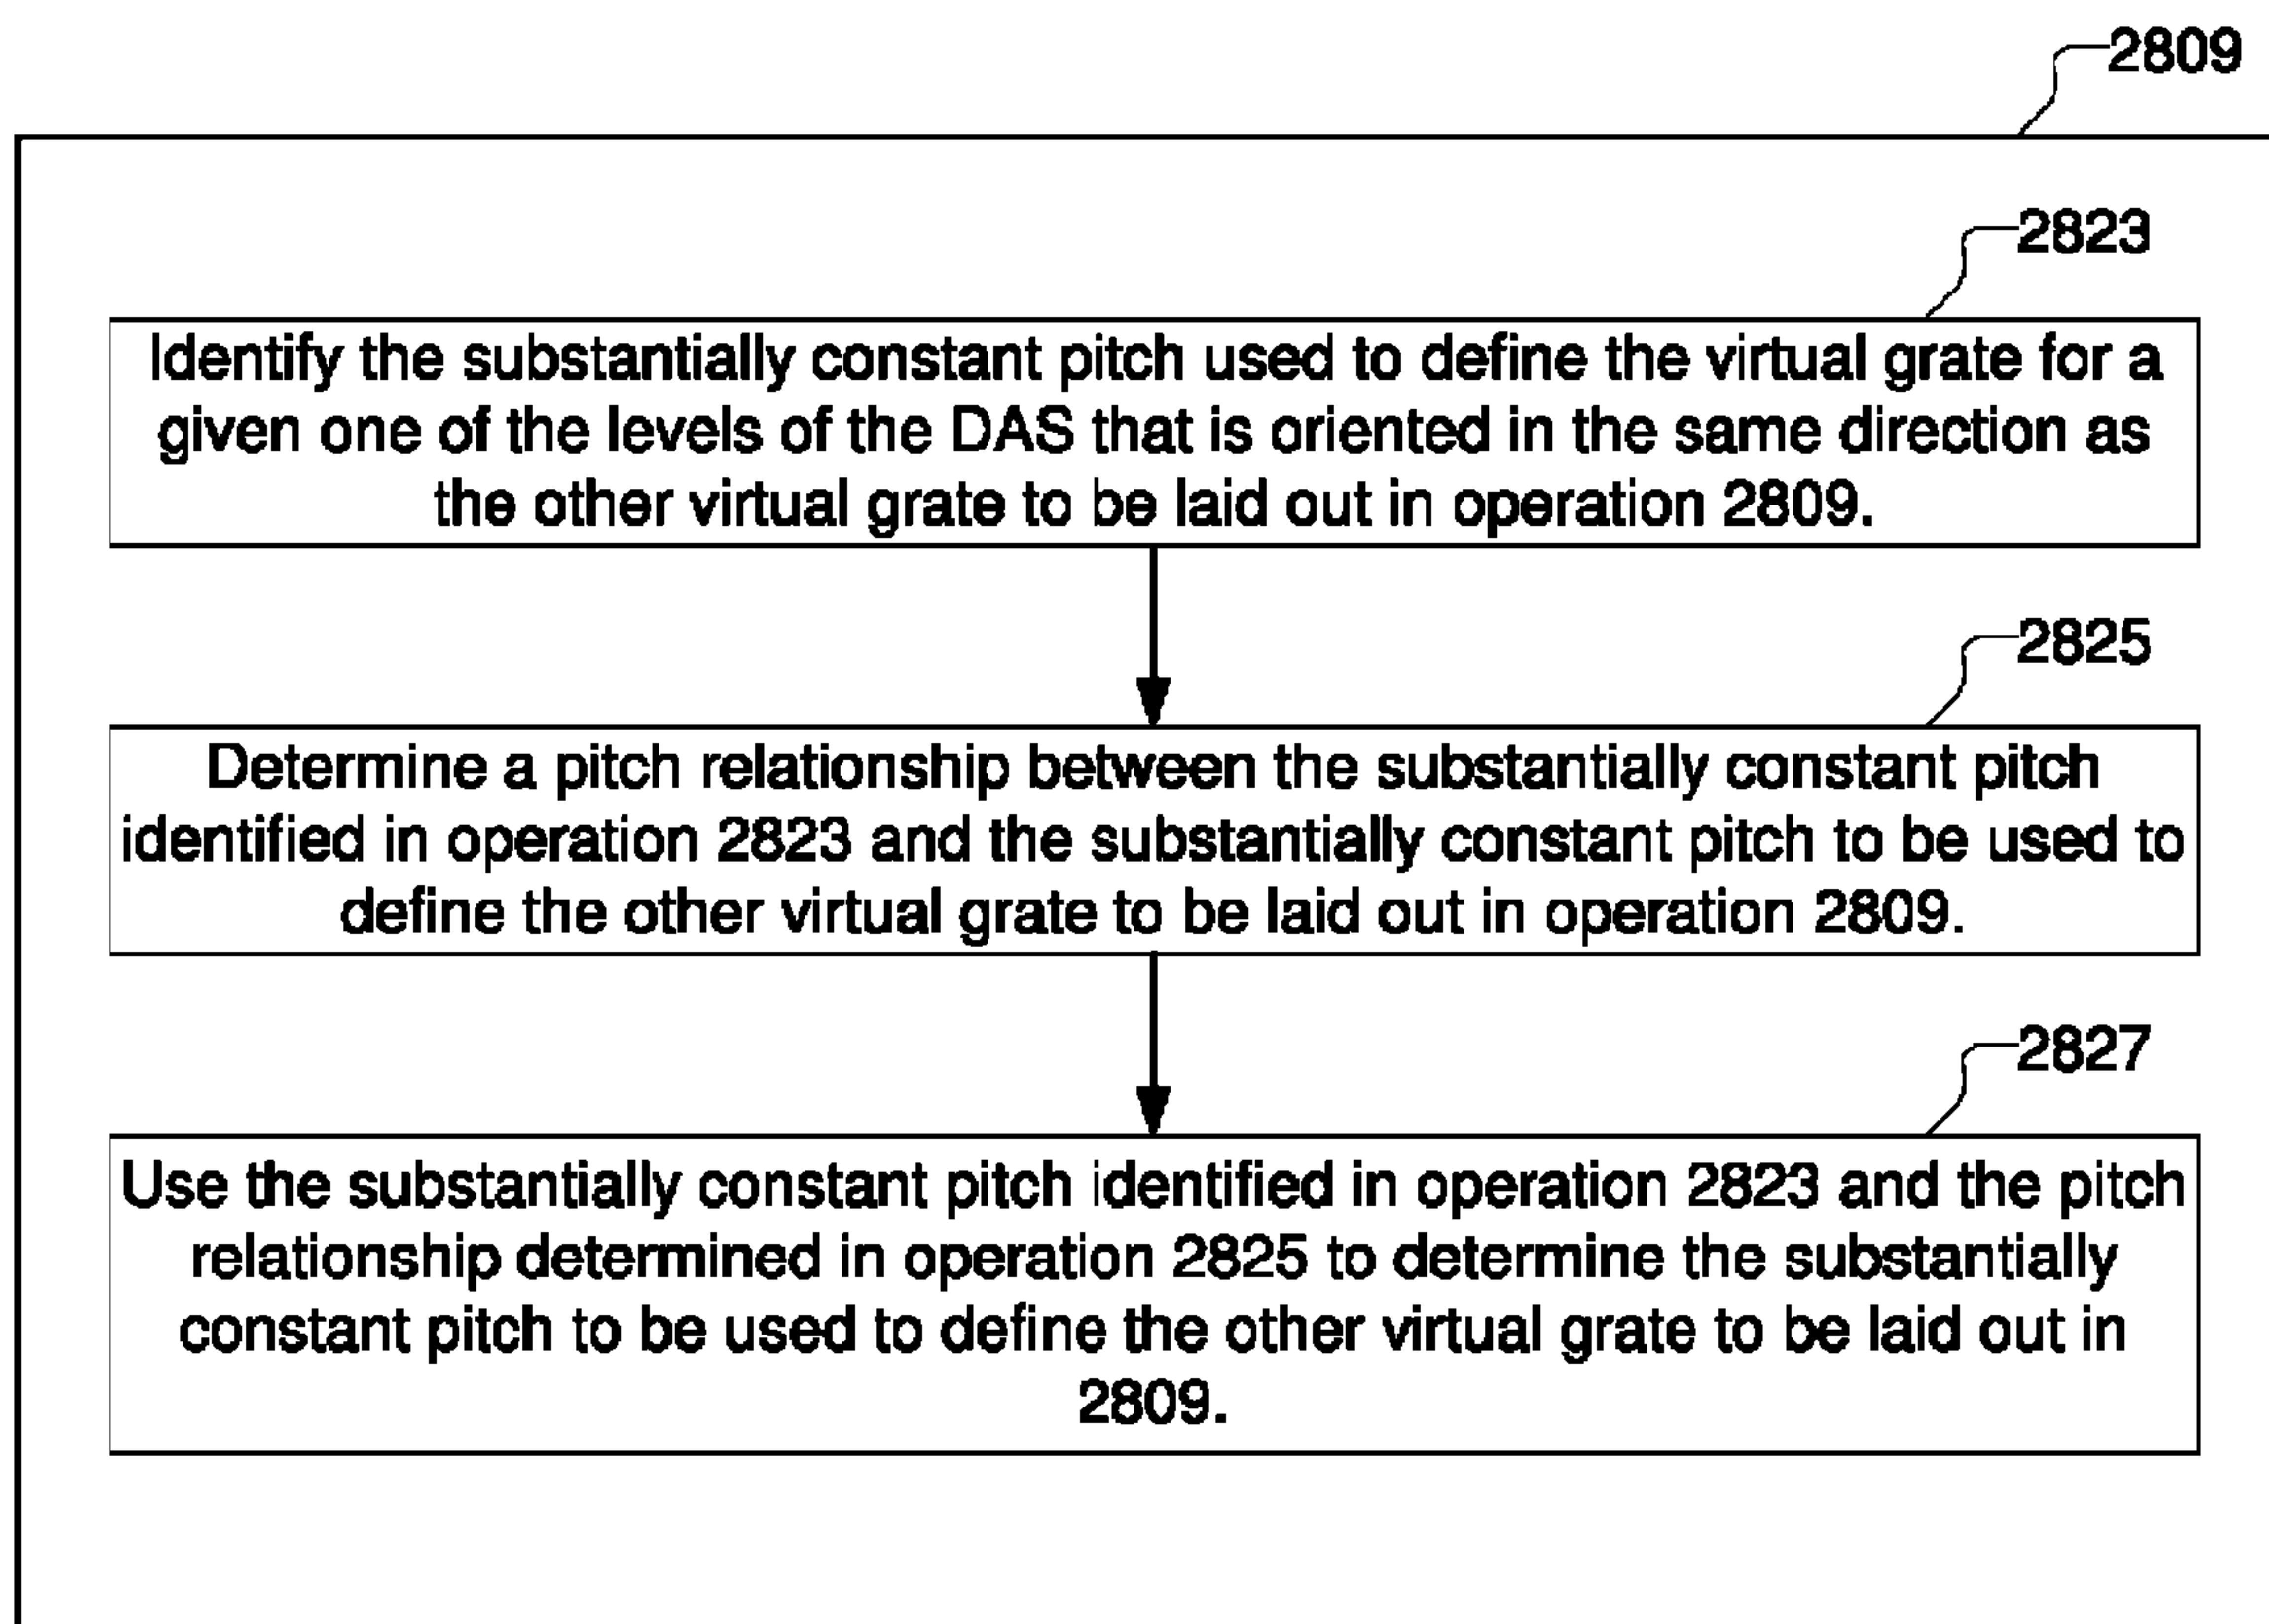 2809
2823
Identify the substantially constant pitch used to define the virtual grate for a
given one of the levels of the DAS that is oriented in the same direction as
the other virtual grate to be laid out in operation 2809.
2825
Determine a pitch relationship between the substantially constant pitch
identified in operation 2823 and the substantially constant pitch to be used to
define the other virtual grate to be laid out in operation 2809.
2827
Use the substantially constant pitch identified in operation 2823 and the pitch
relationship determined in operation 2825 to determine the substantially
constant pitch to be used to define the other virtual grate to be laid out in
2809.